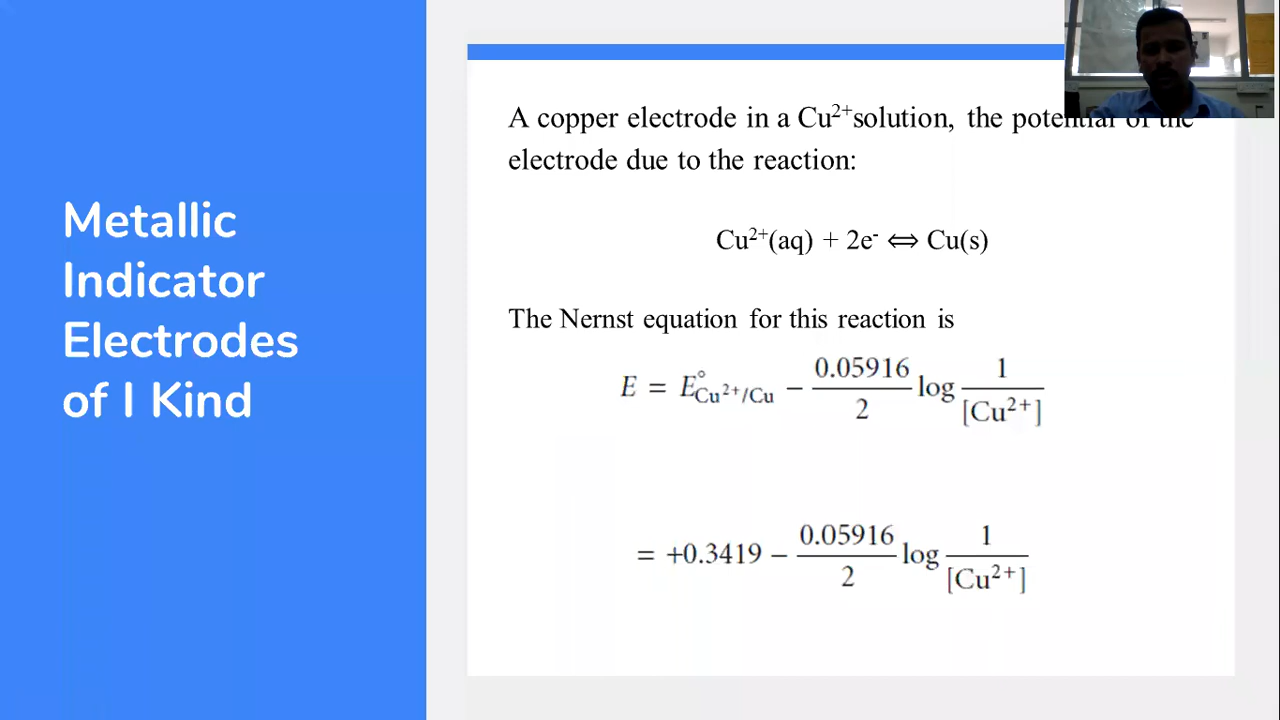 Metallic
Indicator
Electrodes
of I Kind
A copper electrode in a Cu²⁺solution, the potential of the
electrode due to the reaction:
Cu²⁺(aq) + 2e⁻ ⇔ Cu(s)
The Nernst equation for this reaction is
E = E°Cu²⁺/Cu − 0.05916/2 log 1/[Cu²⁺]
= +0.3419 − 0.05916/2 log 1/[Cu²⁺]